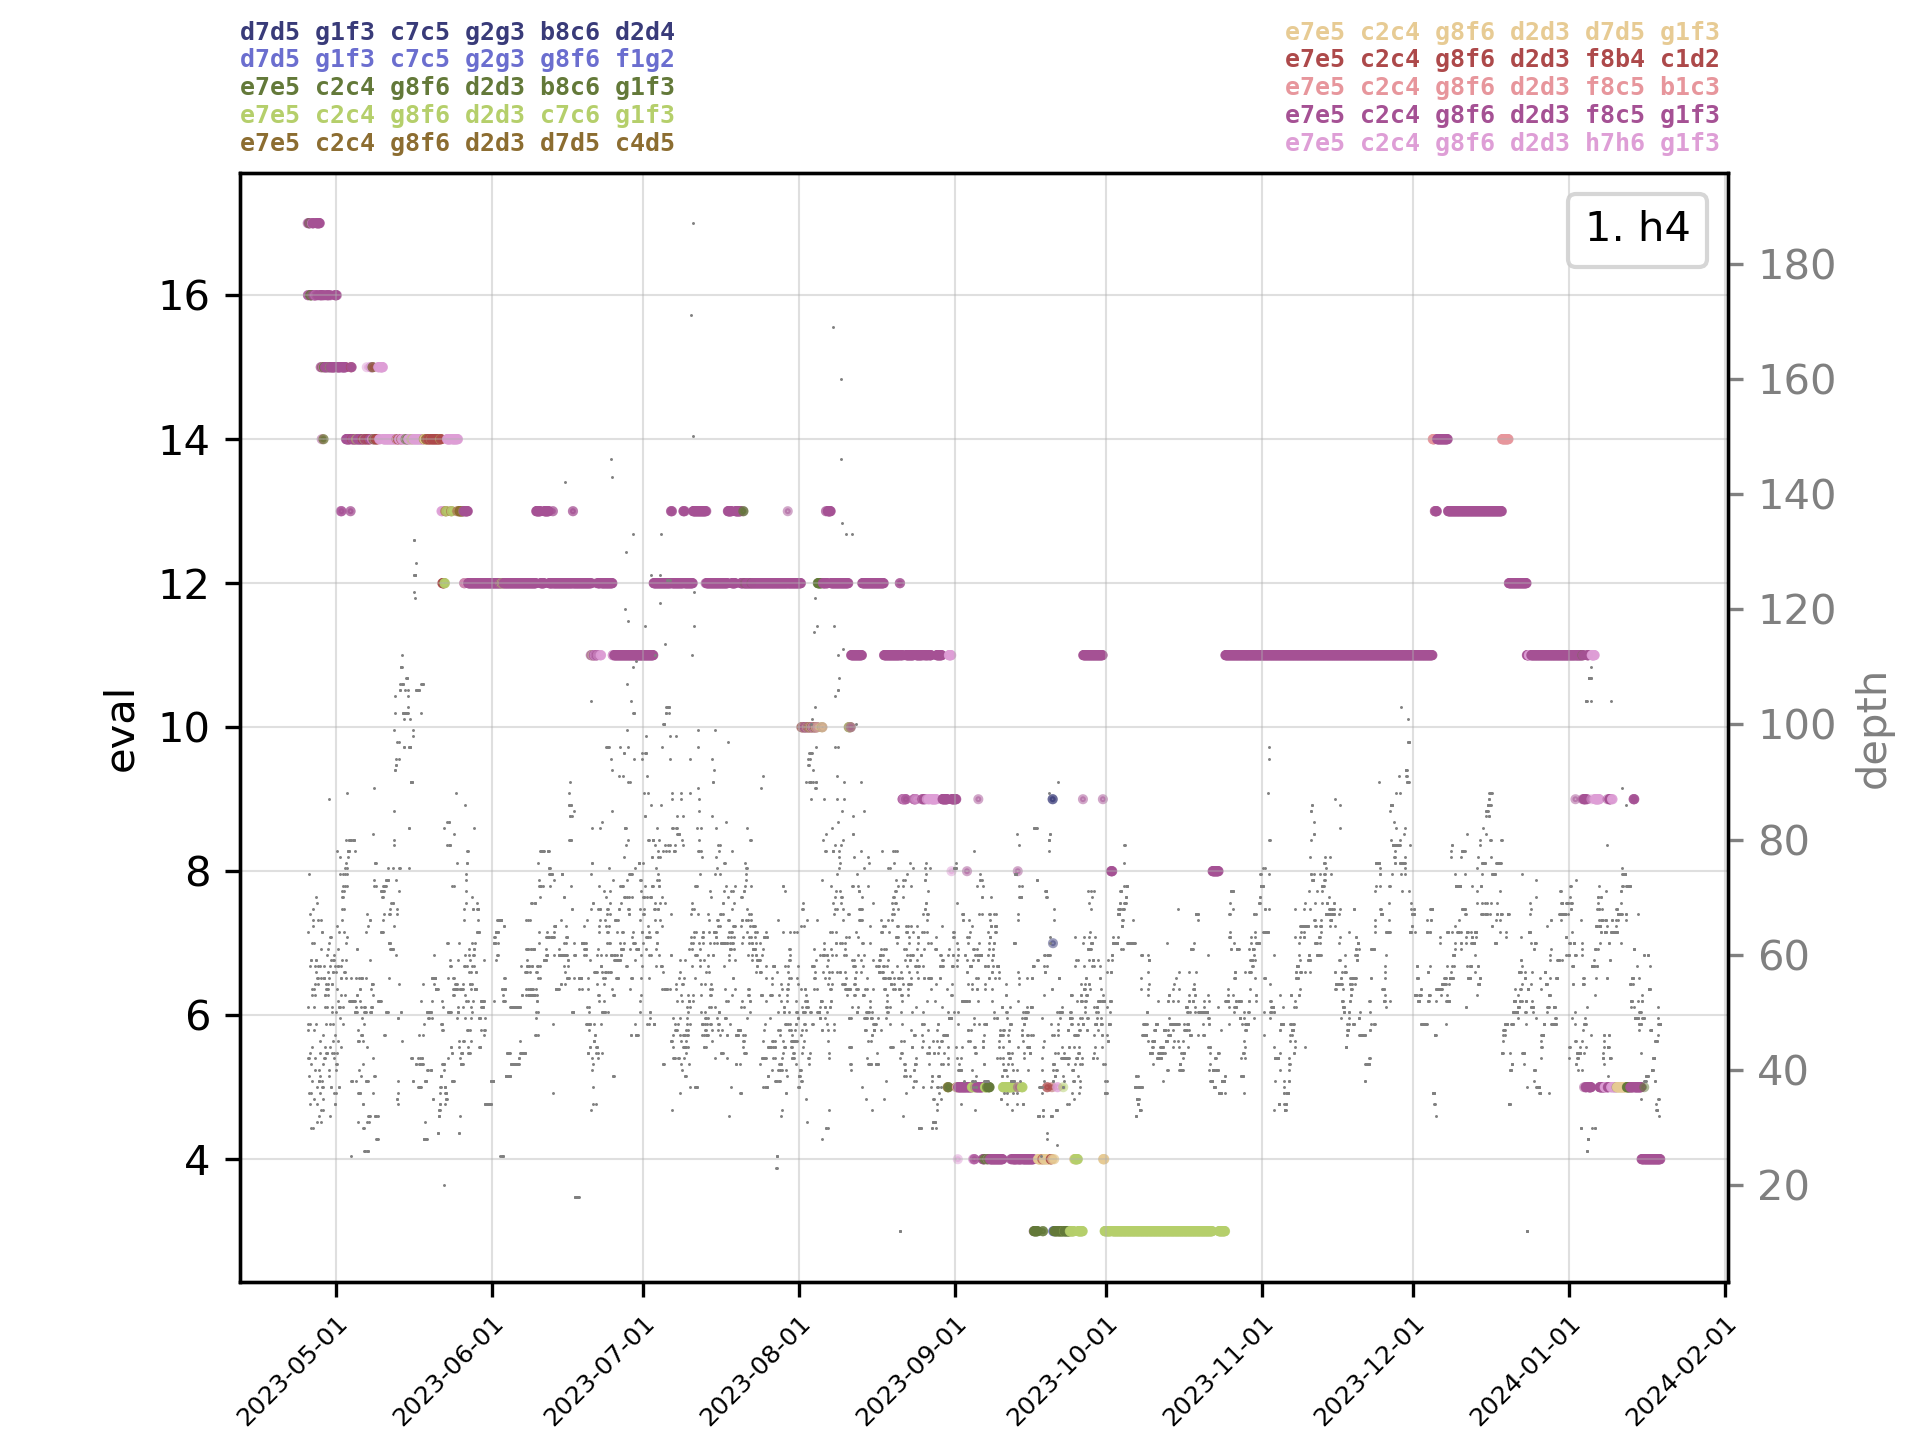 d7d5 g1f3 c7c5 g2g3 b8c6 d2d4
d7d5 g1f3 c7c5 g2g3 g8f6 f1g2
e7e5 c2c4 g8f6 d2d3 b8c6 g1f3
e7e5 c2c4 g8f6 d2d3 c7c6 g1f3
e7e5 c2c4 g8f6 d2d3 d7d5 c4d5
e7e5 c2c4 g8f6 d2d3 d7d5 g1f3
e7e5 c2c4 g8f6 d2d3 f8b4 c1d2
e7e5 c2c4 g8f6 d2d3 f8c5 b1c3
e7e5 c2c4 g8f6 d2d3 f8c5 g1f3
e7e5 c2c4 g8f6 d2d3 h7h6 g1f3
1. h4
eval
16
14
12
10
8
6
4
depth
180
160
140
120
100
80
60
40
20
2023-05-01
2023-06-01
2023-07-01
2023-08-01
2023-09-01
2023-10-01
2023-11-01
2023-12-01
2024-01-01
2024-02-01